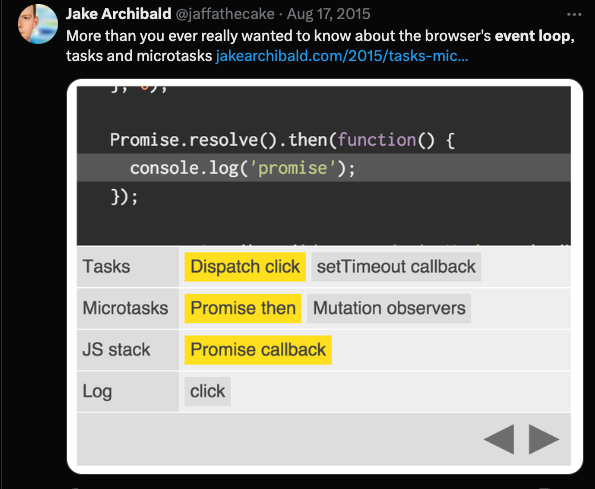 Jake Archibald @jaffathecake · Aug 17, 2015 ...
More than you ever really wanted to know about the browser's event loop,
tasks and microtasks jakearchibald.com/2015/tasks-mic...
}, 0);
Promise.resolve().then(function() {
console.log('promise');
});
Tasks Dispatch click setTimeout callback
Microtasks Promise then Mutation observers
JS stack Promise callback
Log click